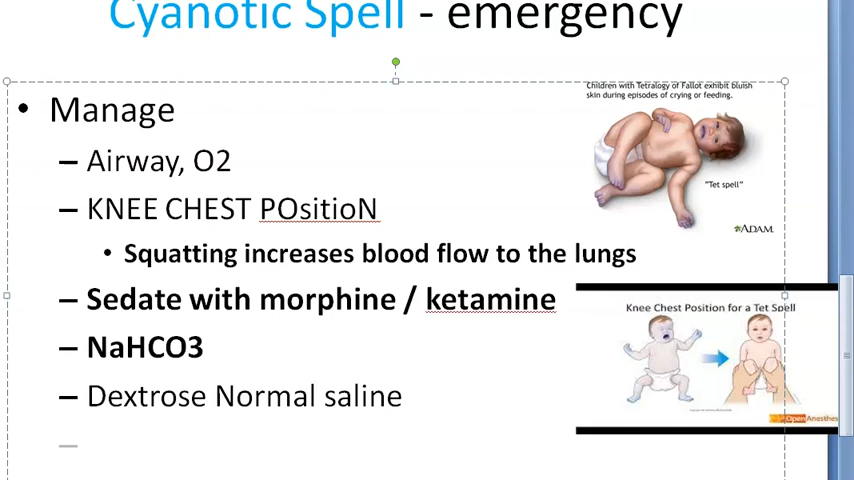 Cyanotic Spell - emergency
• Manage
– Airway, O2
– KNEE CHEST POsitioN
• Squatting increases blood flow to the lungs
– Sedate with morphine / ketamine
– NaHCO3
– Dextrose Normal saline
–
Children with Tetralogy of Fallot exhibit bluish
skin during episodes of crying or feeding.
"Tet spell"
ADAM.
Knee Chest Position for a Tet Spell
OpenAnesthes